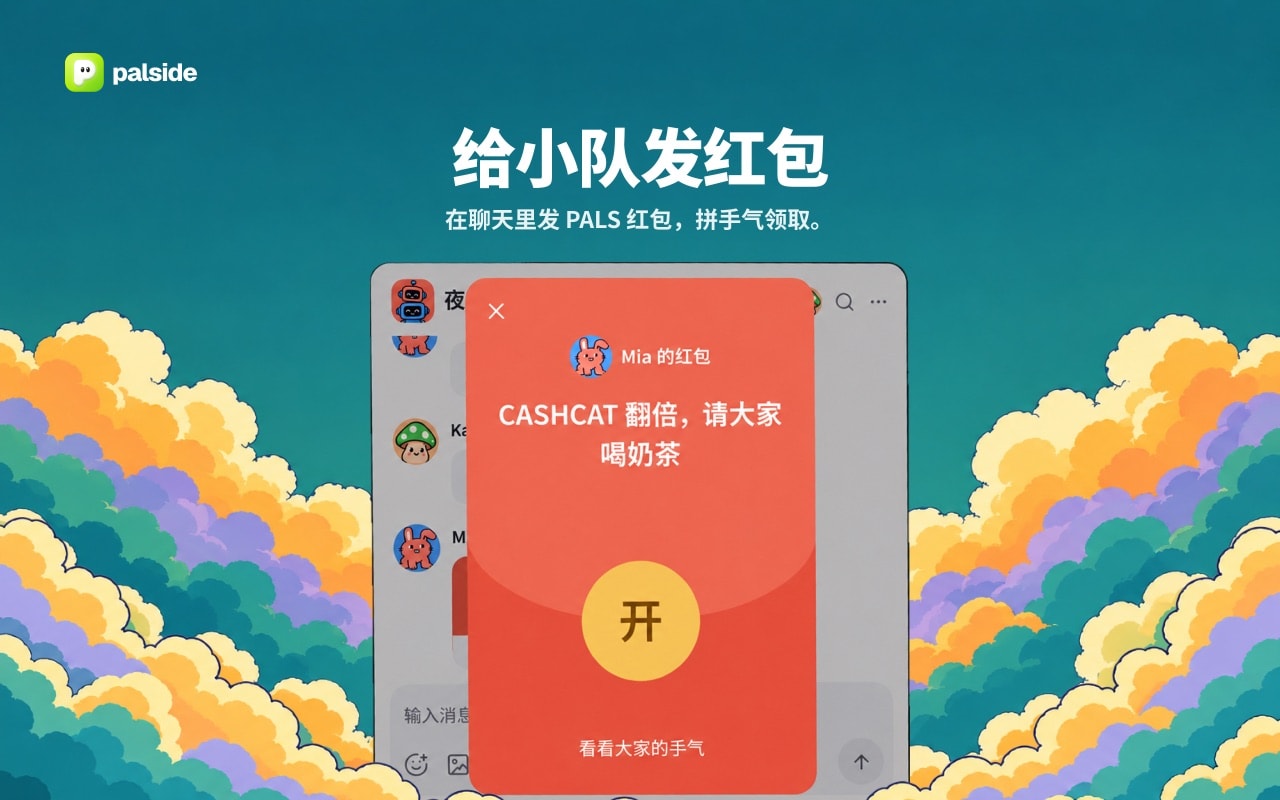 palside
给小队发红包
在聊天里发 PALS 红包，拼手气领取。
夜
Mia 的红包
CASHCAT 翻倍，请大家
喝奶茶
Ka
M
开
输入消息
看看大家的手气